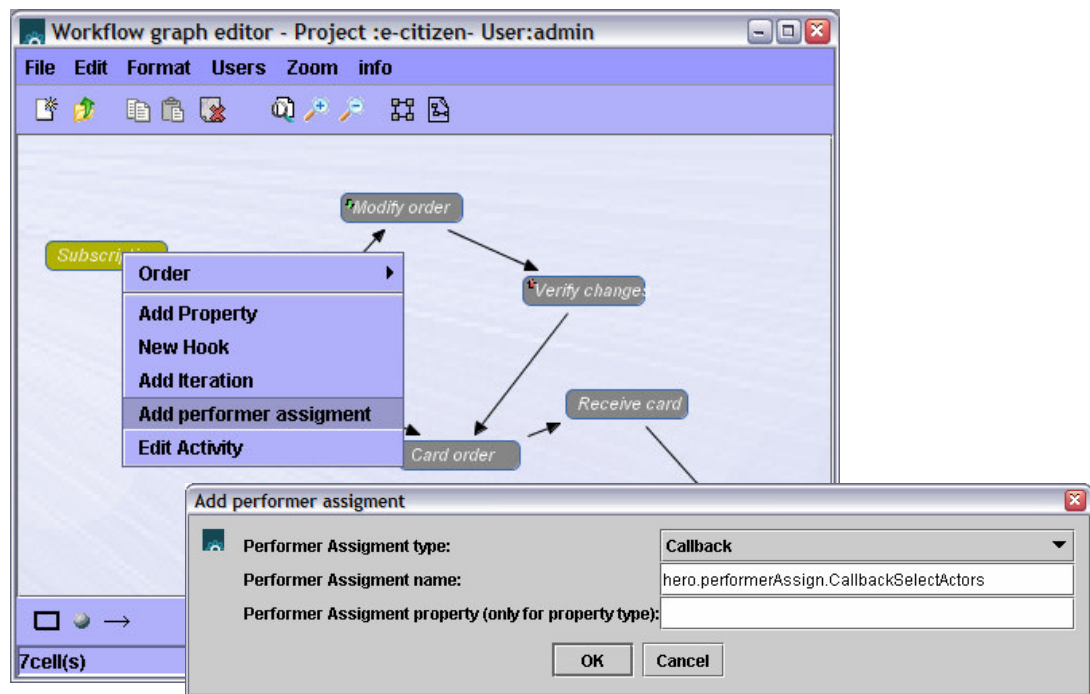 Workflow graph editor - Project :e-citizen- User:admin
File Edit Format Users Zoom info
Modify order
Order
Verify changes
Add Property
New Hook
Add Iteration
Add performer assigment
Receive card
Edit Activity
Card order
Add performer assigment
Performer Assigment type: Callback
Performer Assigment name: hero.performerAssign.CallbackSelectActors
Performer Assigment property (only for property type):
OK Cancel
7cell(s)